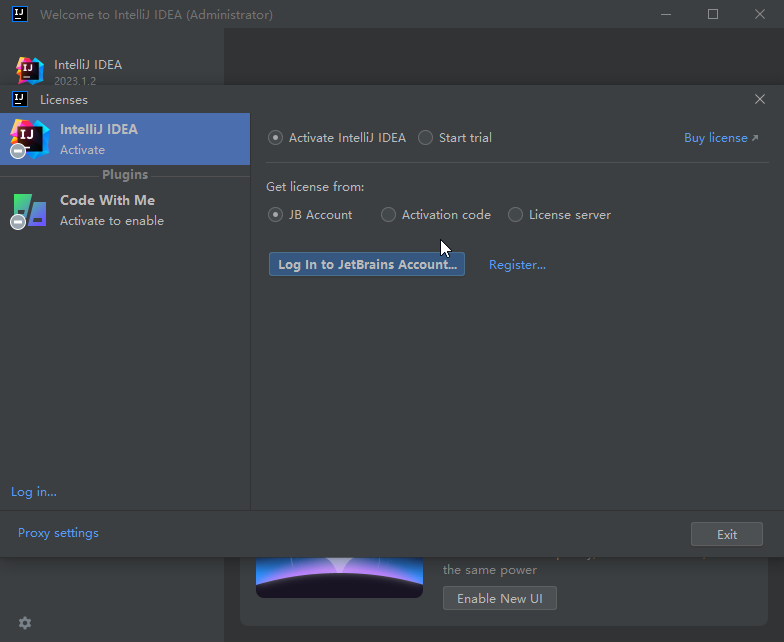 Welcome to IntelliJ IDEA (Administrator)
IntelliJ IDEA
2023.1.2
Licenses
IntelliJ IDEA
Activate
Plugins
Code With Me
Activate to enable
Activate IntelliJ IDEA Start trial Buy license
Get license from:
JB Account Activation code License server
Log In to JetBrains Account... Register...
Log in...
Proxy settings
Exit
the same power
Enable New UI